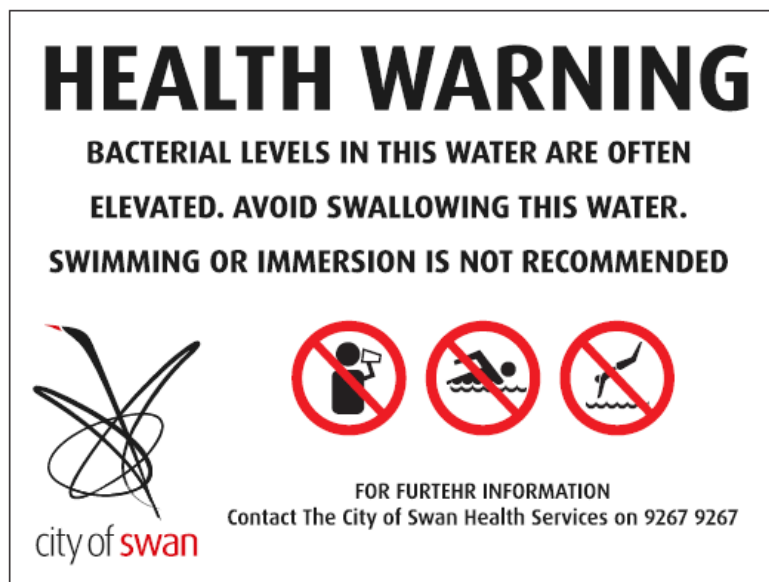 HEALTH WARNING
BACTERIAL LEVELS IN THIS WATER ARE OFTEN
ELEVATED. AVOID SWALLOWING THIS WATER.
SWIMMING OR IMMERSION IS NOT RECOMMENDED
FOR FURTEHR INFORMATION
Contact The City of Swan Health Services on 9267 9267
city of swan